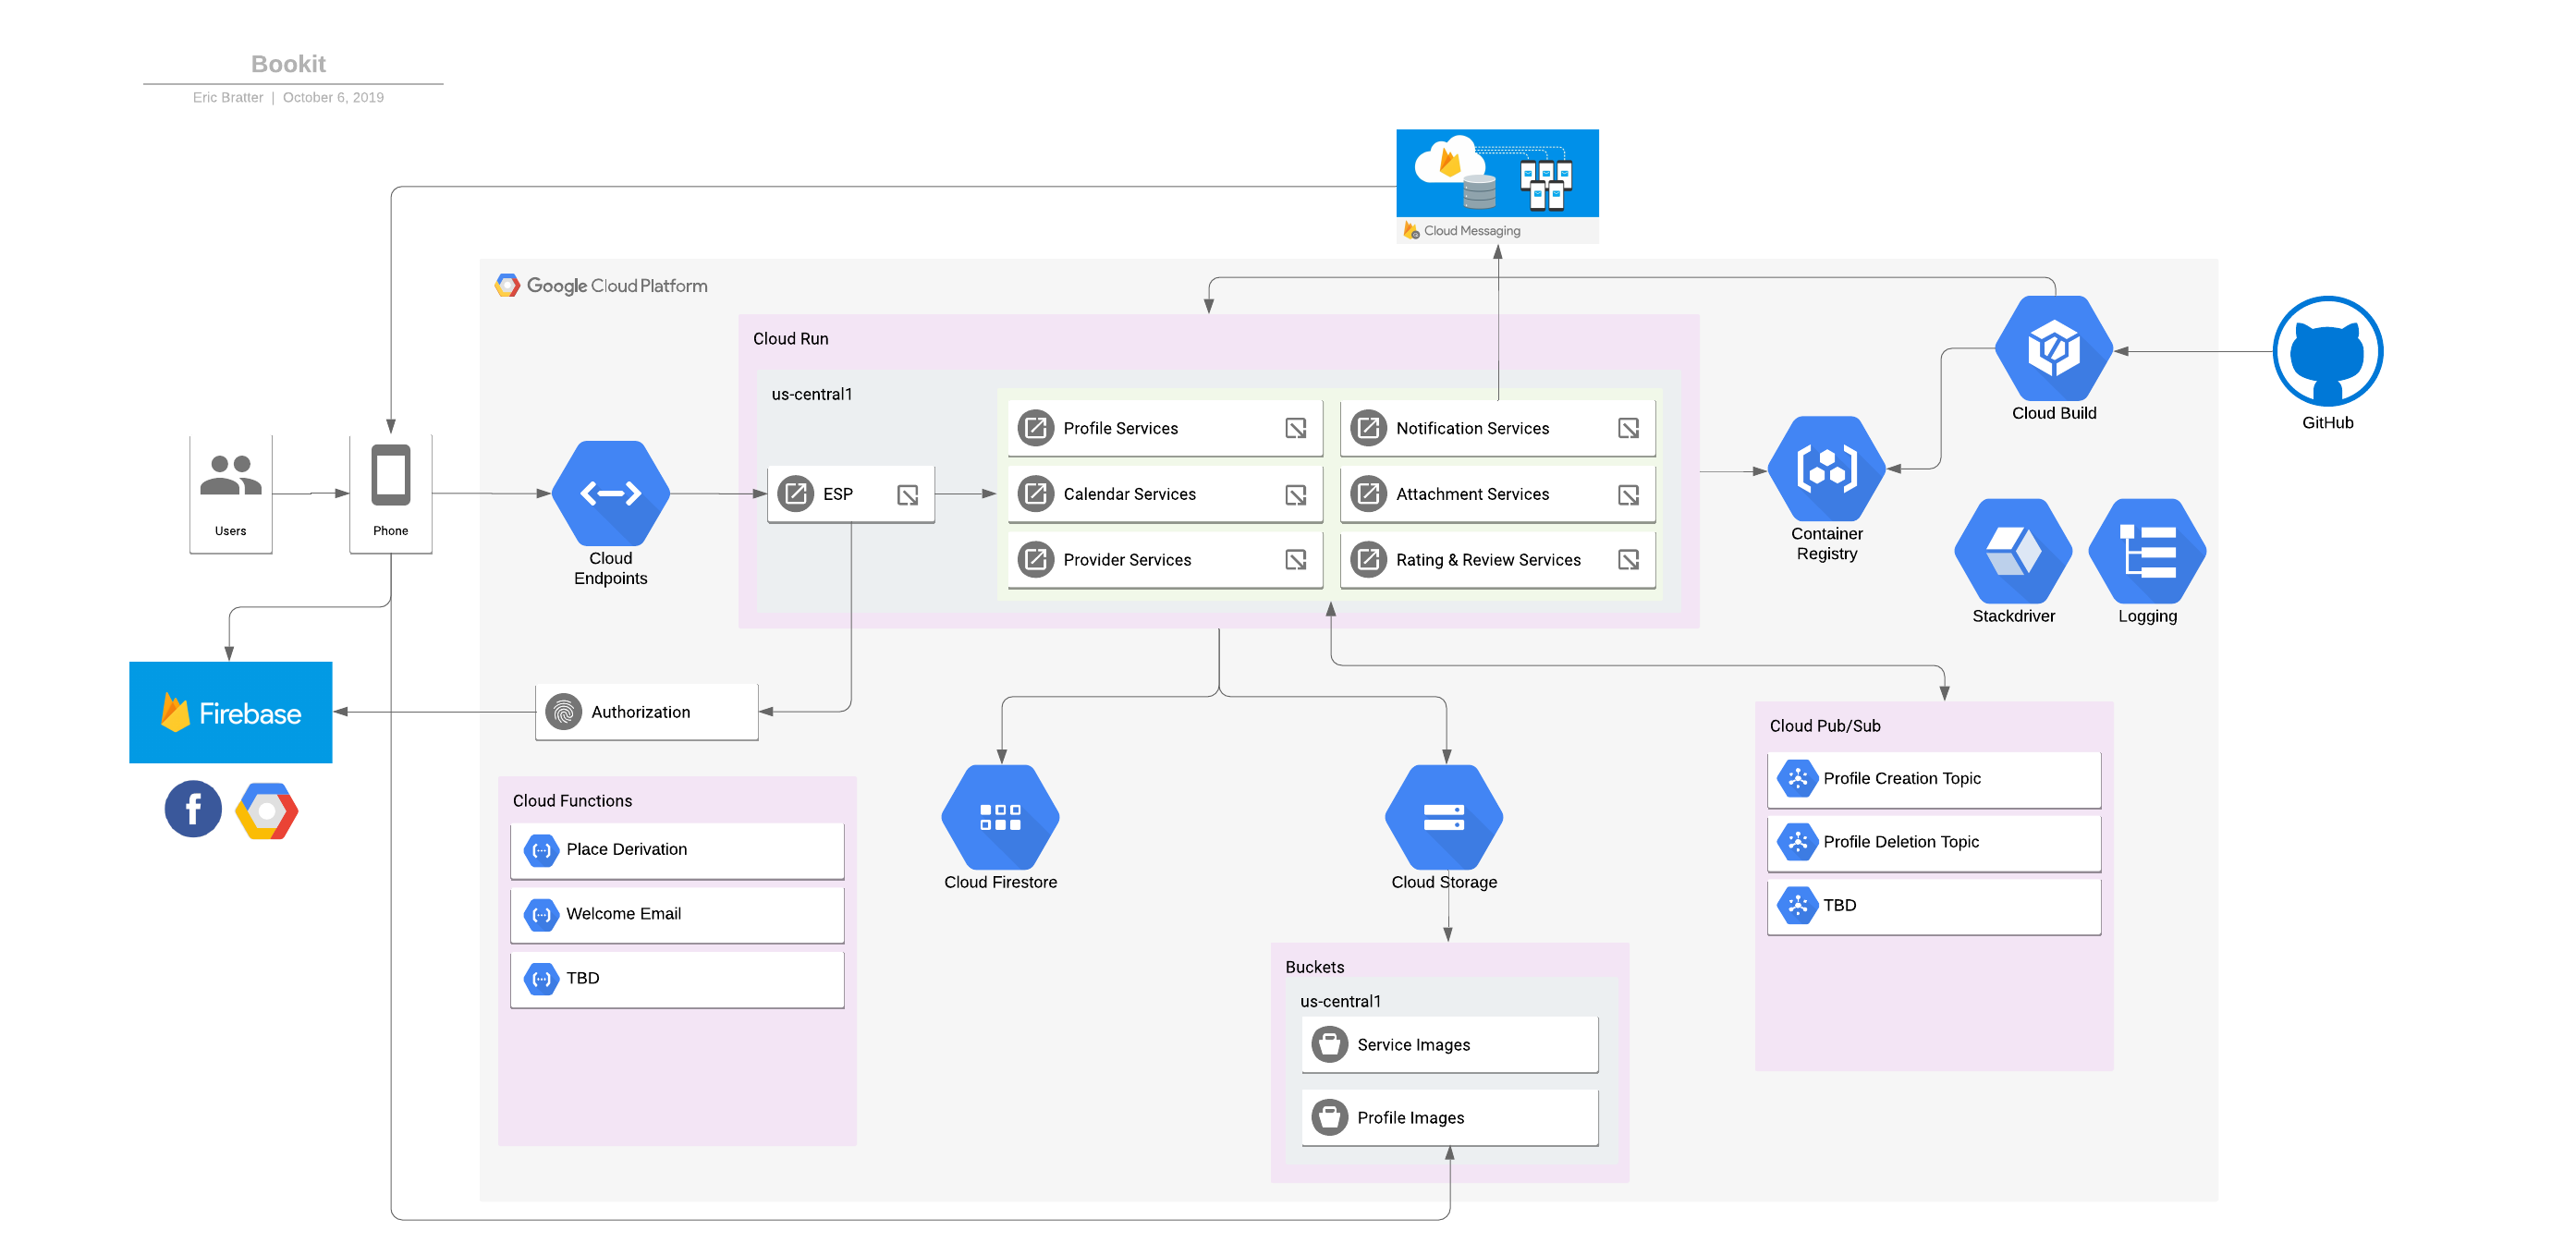 Bookit
Eric Bratter | October 6, 2019
Cloud Messaging
Google Cloud Platform
Cloud Run
us-central1
Profile Services
Notification Services
ESP
Calendar Services
Attachment Services
Provider Services
Rating & Review Services
Cloud Build
GitHub
Container
Registry
Stackdriver
Logging
Users
Phone
Cloud
Endpoints
Firebase
Authorization
Cloud Functions
Place Derivation
Welcome Email
TBD
Cloud Firestore
Cloud Storage
Buckets
us-central1
Service Images
Profile Images
Cloud Pub/Sub
Profile Creation Topic
Profile Deletion Topic
TBD